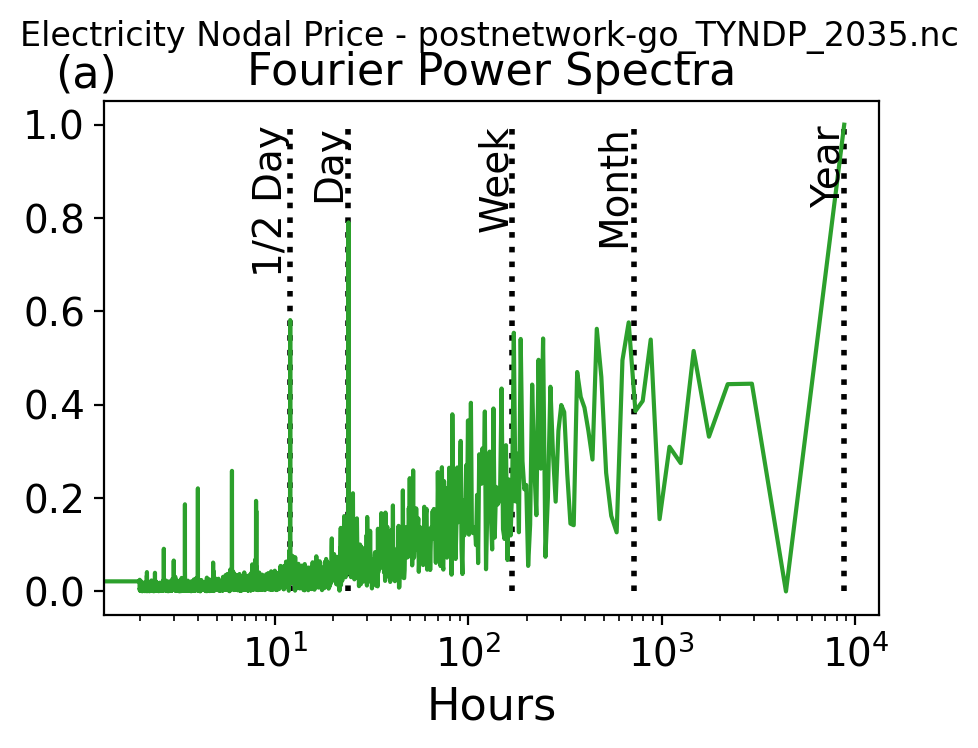 Electricity Nodal Price - postnetwork-go_TYNDP_2035.nc
(a) Fourier Power Spectra
1.0
0.8
0.6
0.4
0.2
0.0
1/2 Day
Day
Week
Month
Year
10¹ 10² 10³ 10⁴
Hours